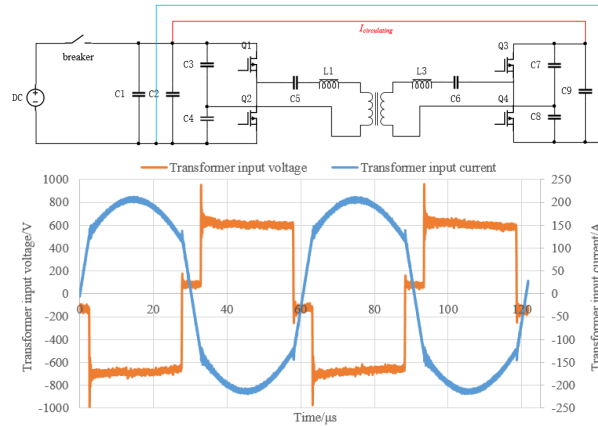 I_circulating
Q1
Q3
breaker
C3
L1
L3
C7
DC
C1
C2
C5
C6
C9
Q2
Q4
C4
C8
Transformer input voltage
Transformer input current
1000
800
600
400
200
0
-200
-400
-600
-800
-1000
Transformer input voltage/V
0
20
40
60
80
100
120
Time/μs
250
200
150
100
50
0
-50
-100
-150
-200
-250
Transformer input current/A